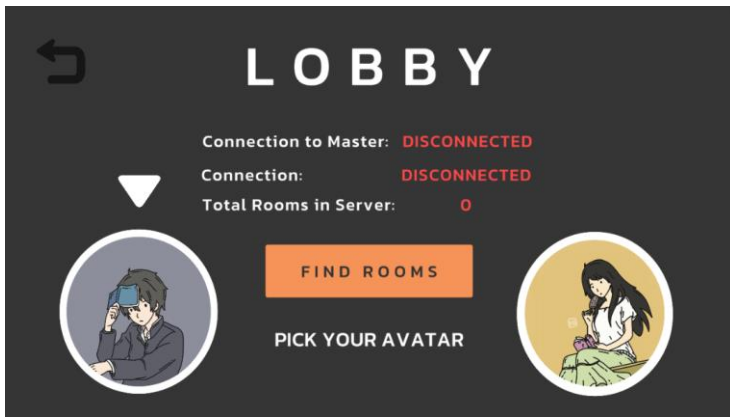 LOBBY
Connection to Master: DISCONNECTED
Connection: DISCONNECTED
Total Rooms in Server: 0
FIND ROOMS
PICK YOUR AVATAR